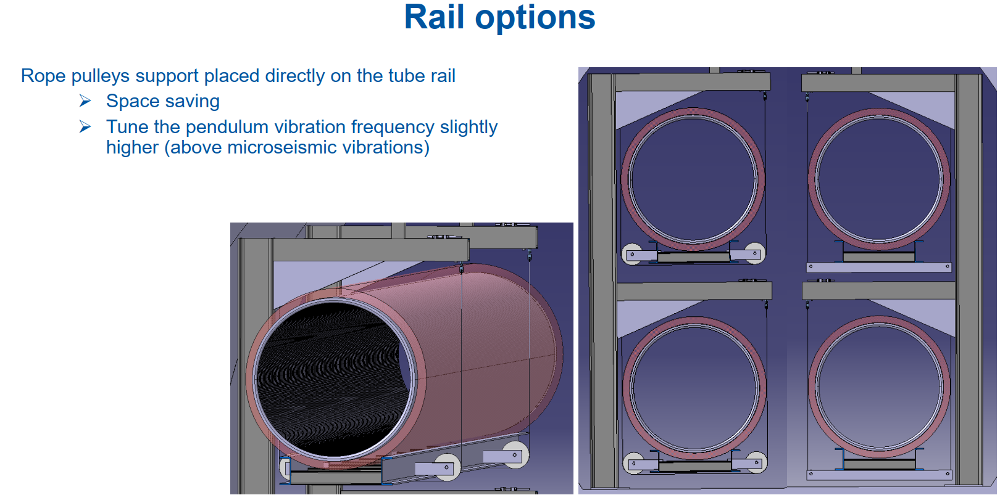 Rail options
Rope pulleys support placed directly on the tube rail
➢ Space saving
➢ Tune the pendulum vibration frequency slightly
higher (above microseismic vibrations)